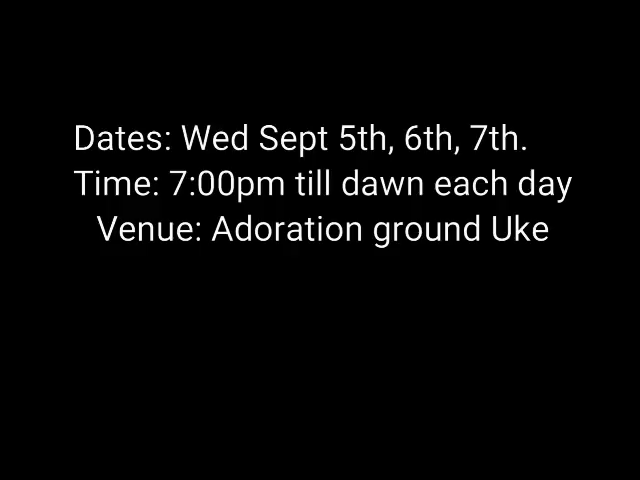 Dates: Wed Sept 5th, 6th, 7th.
Time: 7:00pm till dawn each day
Venue: Adoration ground Uke